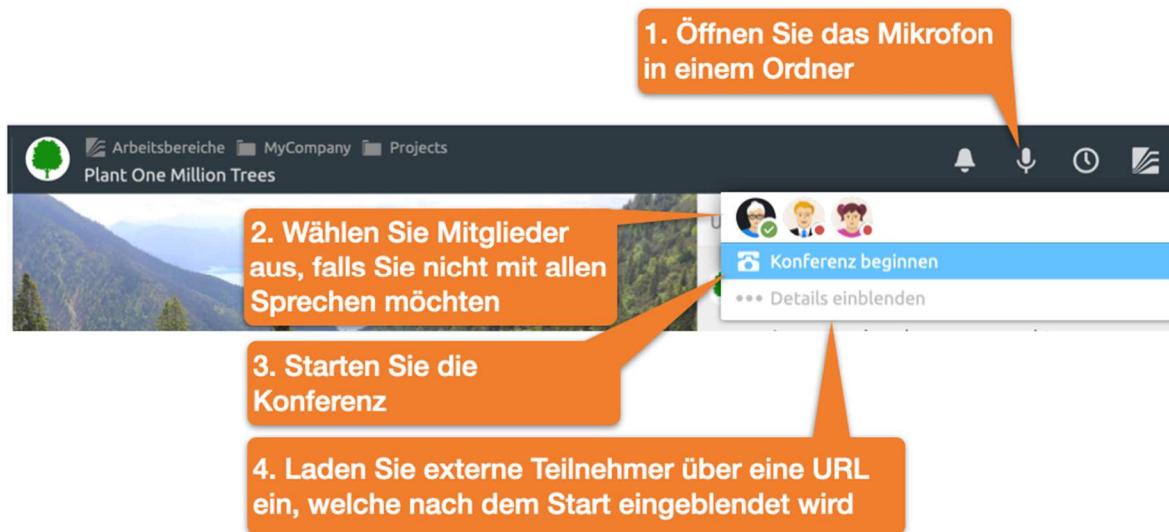 1. Öffnen Sie das Mikrofon
in einem Ordner
Arbeitsbereiche MyCompany Projects
Plant One Million Trees
2. Wählen Sie Mitglieder
aus, falls Sie nicht mit allen
Sprechen möchten
Konferenz beginnen
Details einblenden
3. Starten Sie die
Konferenz
4. Laden Sie externe Teilnehmer über eine URL
ein, welche nach dem Start eingeblendet wird